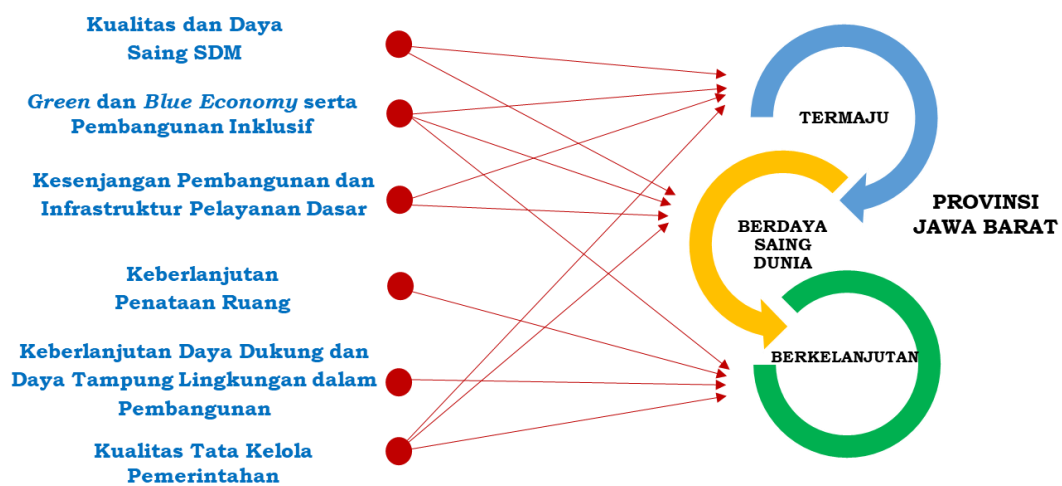 Kualitas dan Daya
Saing SDM
Green dan Blue Economy serta
Pembangunan Inklusif
Kesenjangan Pembangunan dan
Infrastruktur Pelayanan Dasar
Keberlanjutan
Penataan Ruang
Keberlanjutan Daya Dukung dan
Daya Tampung Lingkungan dalam
Pembangunan
Kualitas Tata Kelola
Pemerintahan
TERMAJU
BERDAYA
SAING
DUNIA
BERKELANJUTAN
PROVINSI
JAWA BARAT